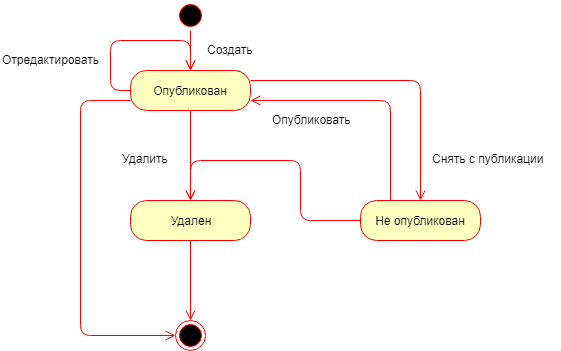 Создать
Отредактировать
Опубликован
Опубликовать
Удалить
Снять с публикации
Удален
Не опубликован